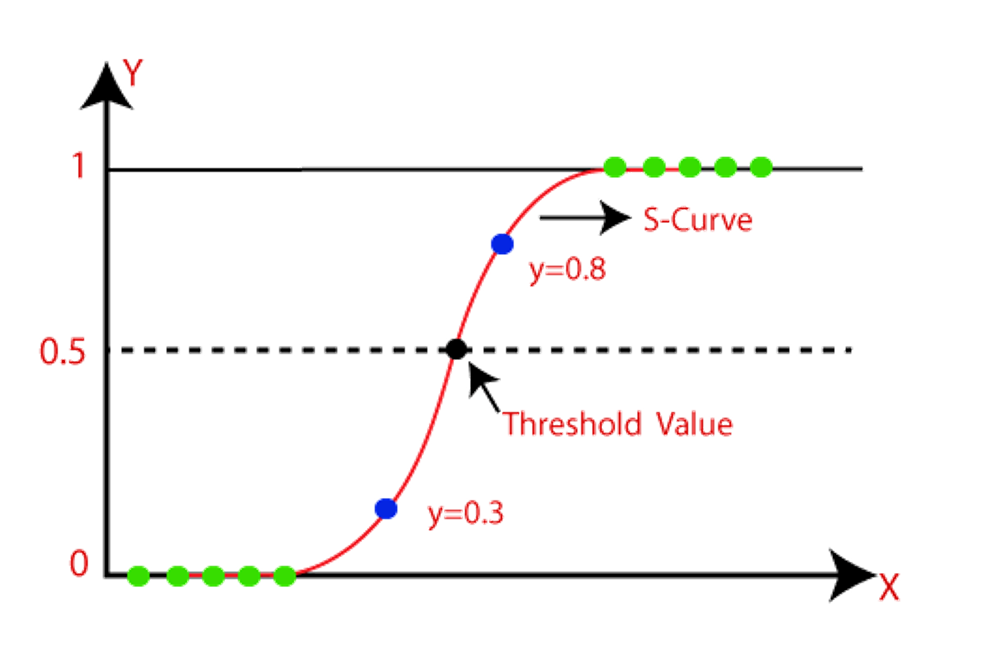 Y
1
S-Curve
y=0.8
0.5
Threshold Value
y=0.3
0
X